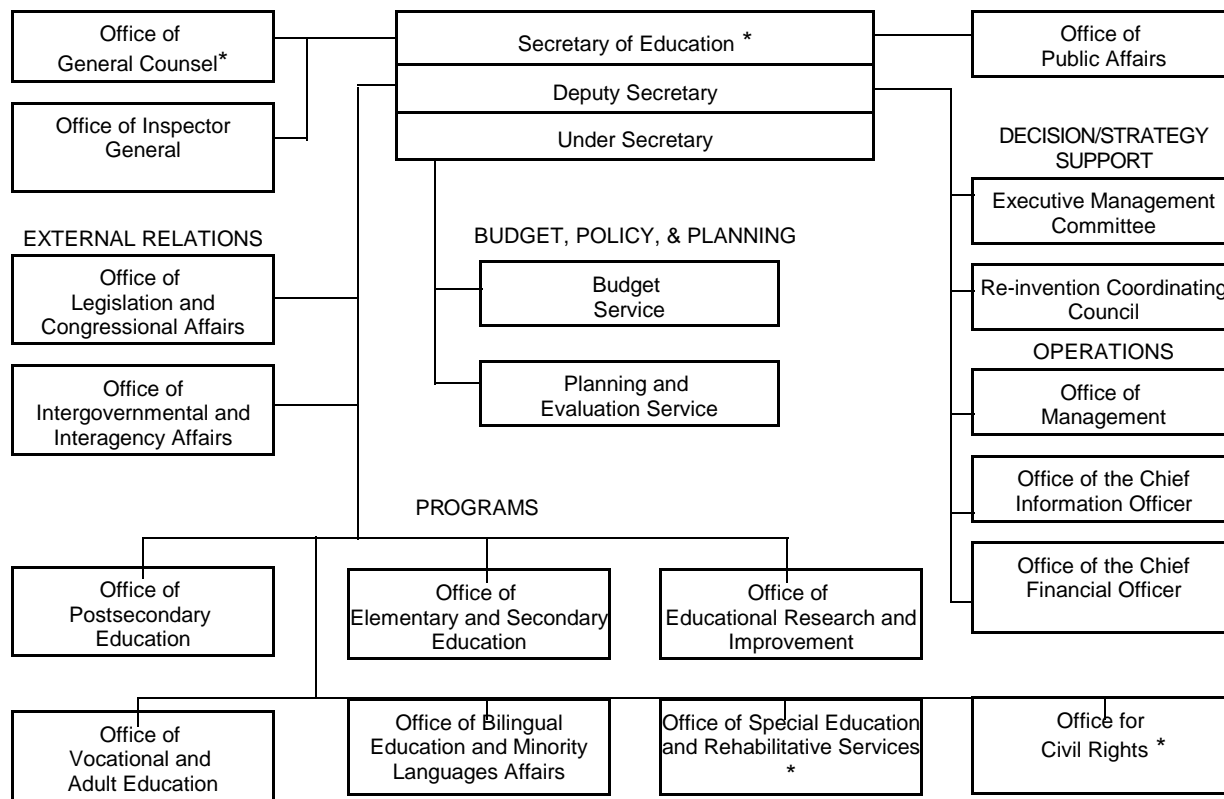 Office of
General Counsel*
Secretary of Education *
Deputy Secretary
Under Secretary
Office of
Public Affairs
Office of Inspector
General
DECISION/STRATEGY
SUPPORT
Executive Management
Committee
EXTERNAL RELATIONS
Office of
Legislation and
Congressional Affairs
BUDGET, POLICY, & PLANNING
Budget
Service
Re-invention Coordinating
Council
OPERATIONS
Office of
Intergovernmental and
Interagency Affairs
Planning and
Evaluation Service
Office of
Management
Office of the Chief
Information Officer
Office of the Chief
Financial Officer
PROGRAMS
Office of
Postsecondary
Education
Office of
Elementary and Secondary
Education
Office of
Educational Research and
Improvement
Office of
Vocational and
Adult Education
Office of Bilingual
Education and Minority
Languages Affairs
Office of Special Education
and Rehabilitative Services
*
Office for
Civil Rights *